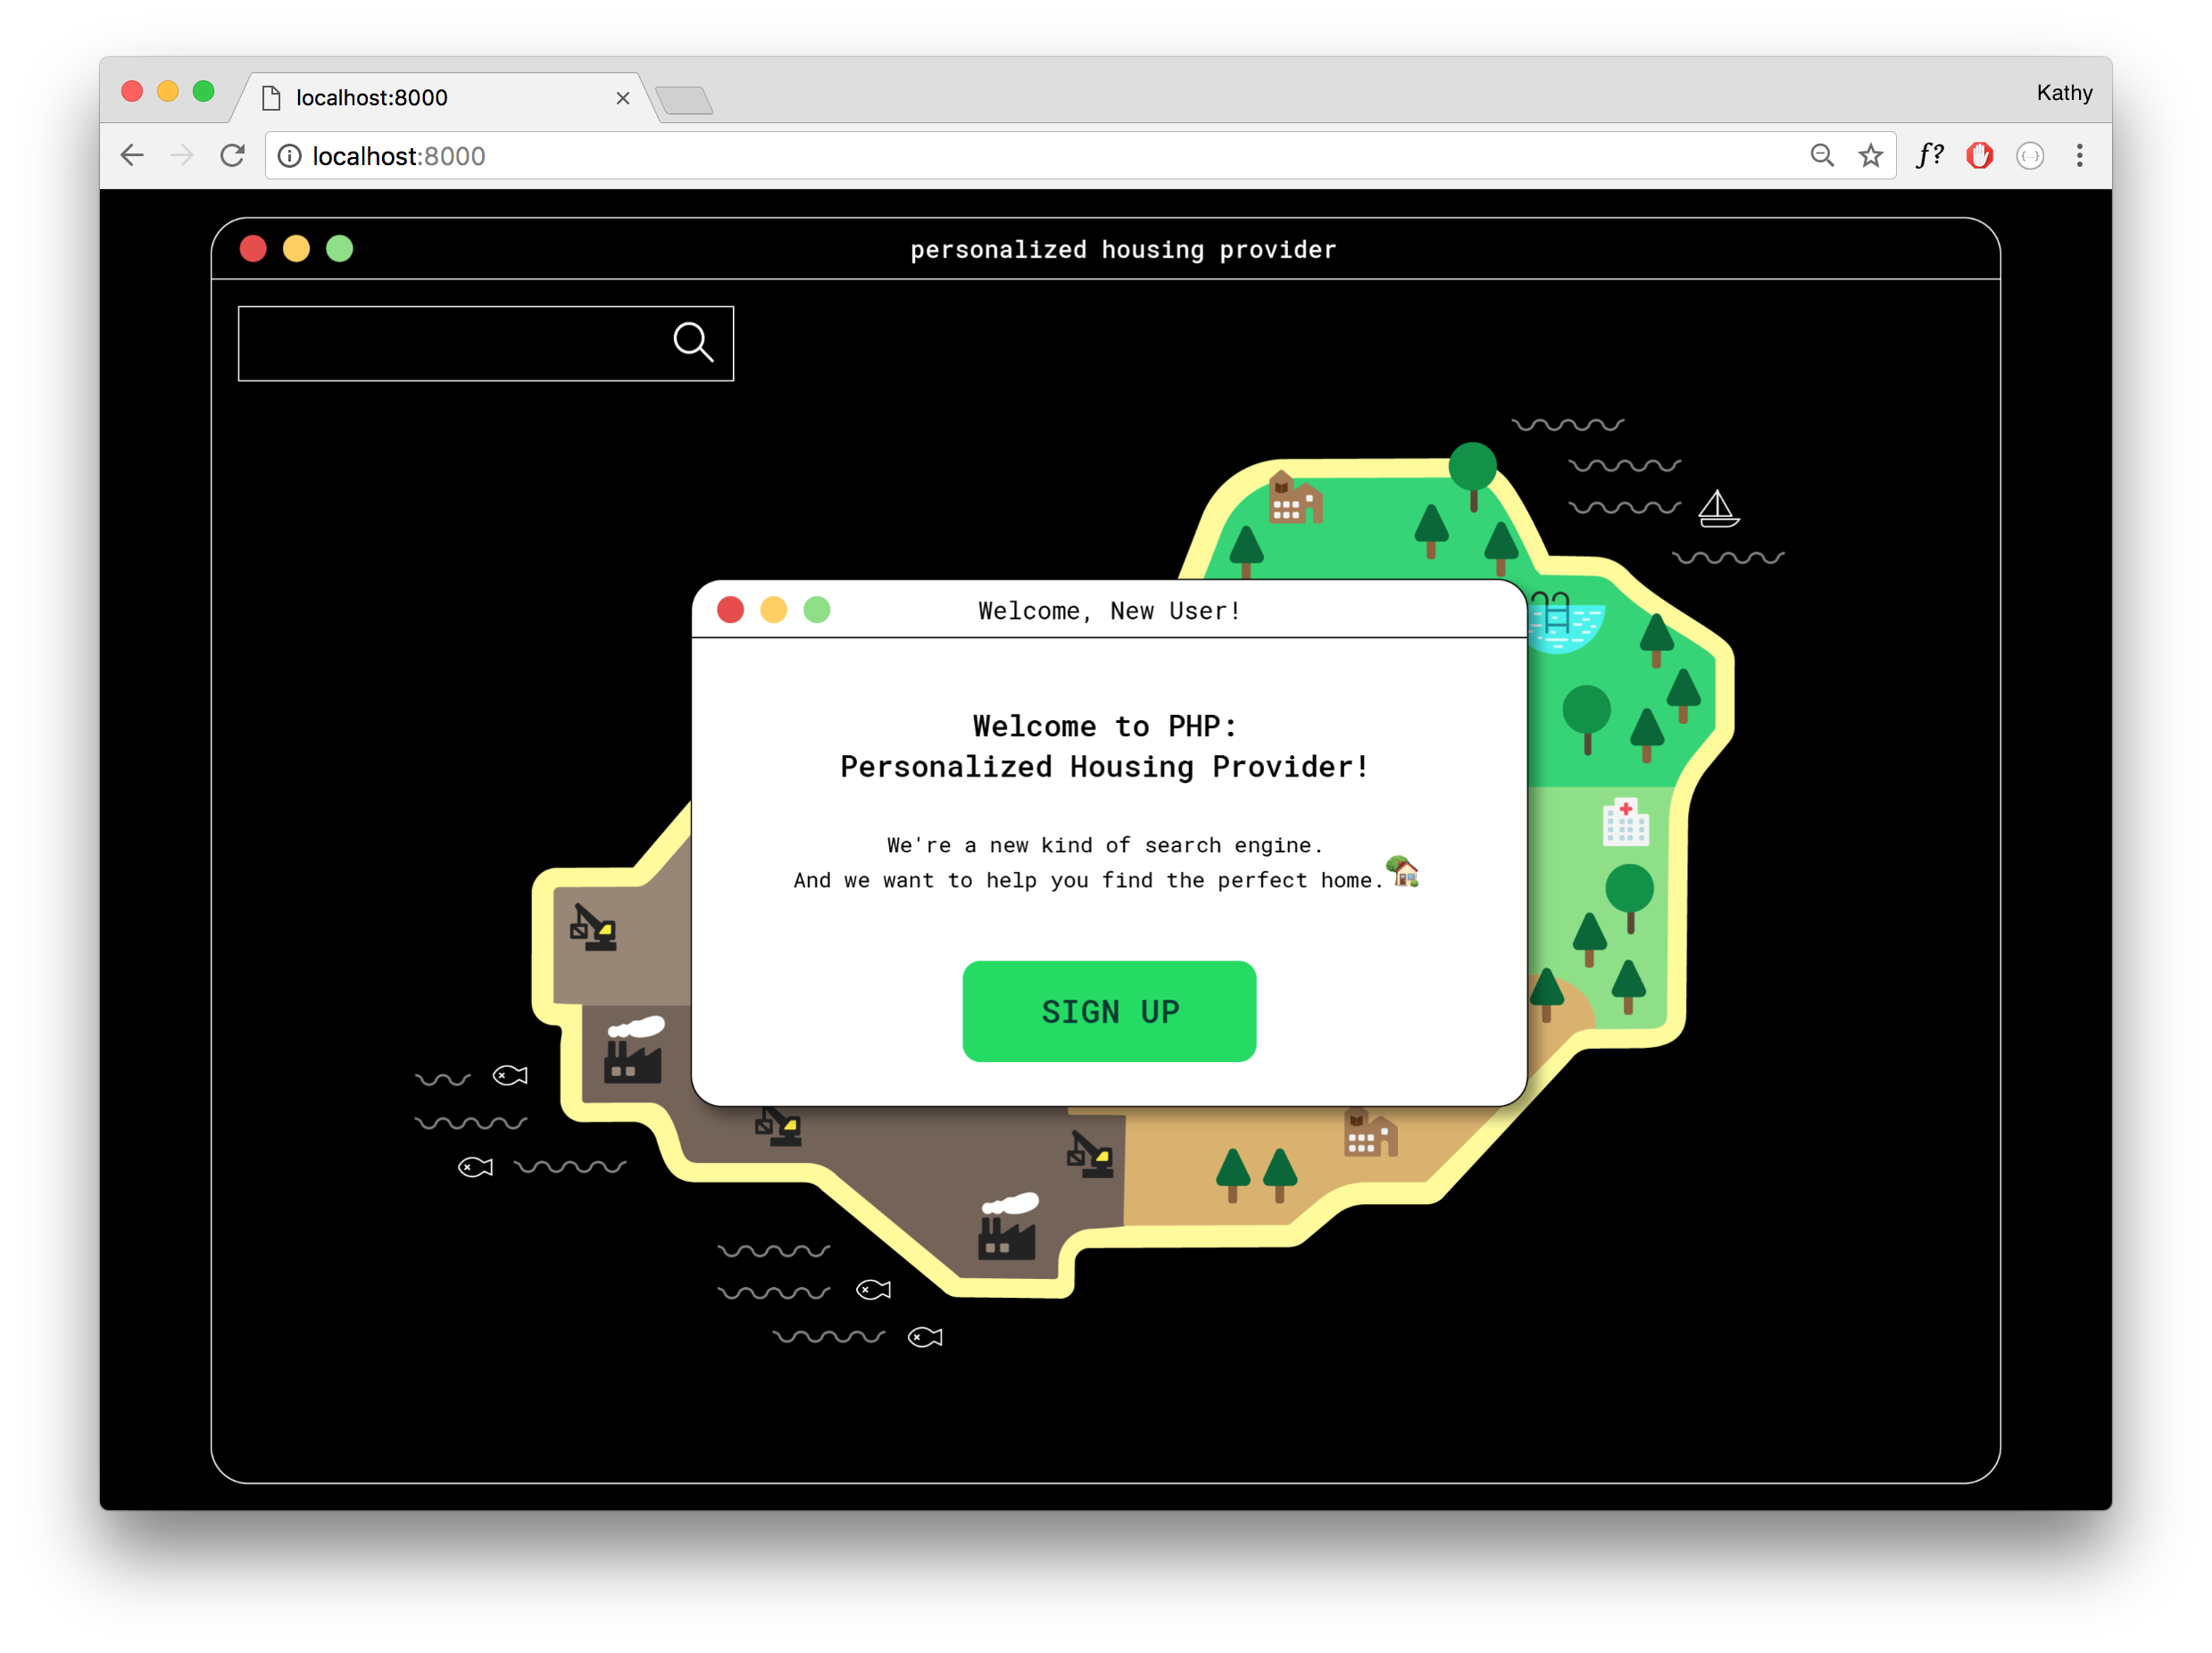 localhost:8000
Kathy
localhost:8000
f?
{...}
personalized housing provider
Welcome, New User!
Welcome to PHP:
Personalized Housing Provider!
We're a new kind of search engine.
And we want to help you find the perfect home.
SIGN UP